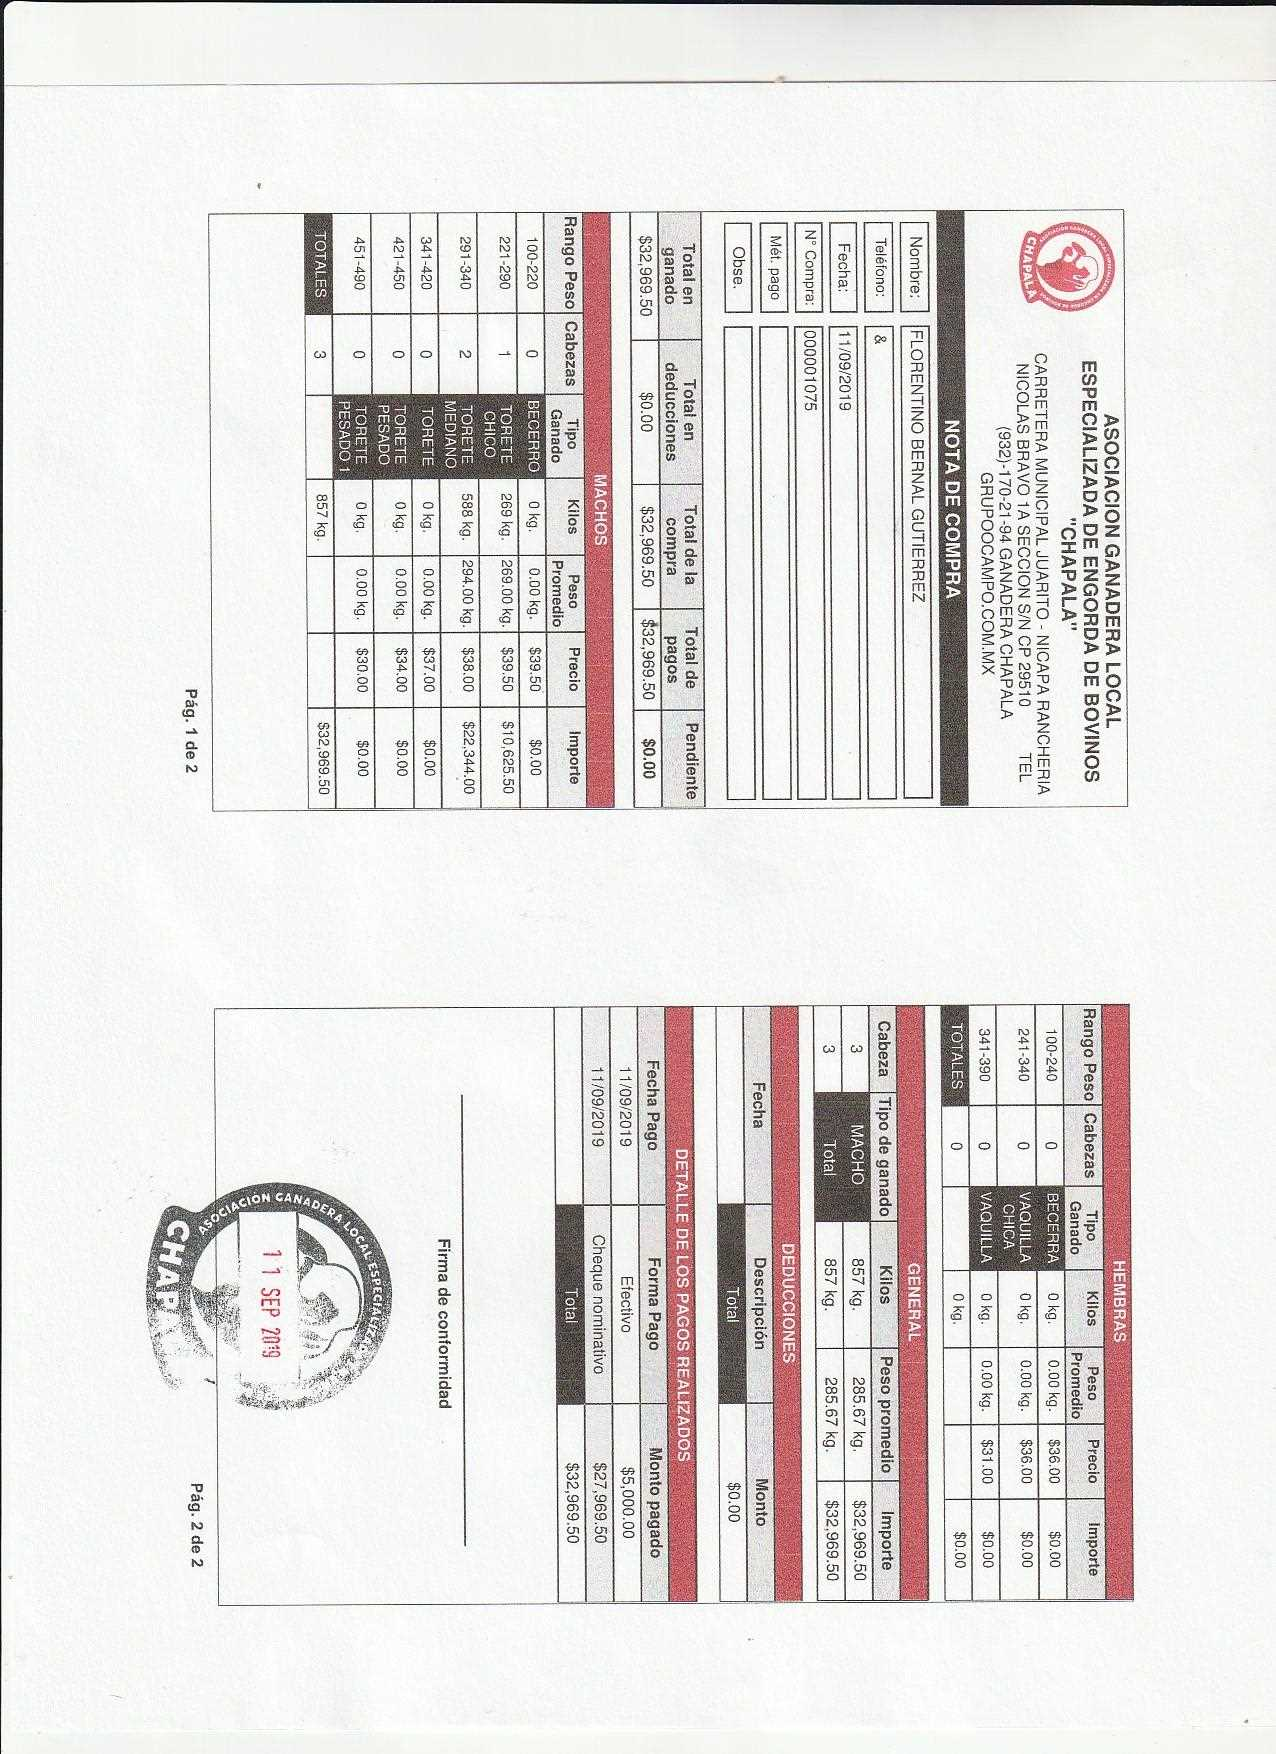 ASOCIACION GANADERA LOCAL
ESPECIALIZADA DE ENGORDA DE BOVINOS
"CHAPALA"
CARRETERA MUNICIPAL JUARITO - NICAPA RANCHERIA
NICOLAS BRAVO 1A SECCION S/N CP 29510 TEL
(932)-170-21-94 GANADERA CHAPALA
GRUPOOCAMPO.COM.MX
CHAPALA
NOTA DE COMPRA
Nombre: FLORENTINO BERNAL GUTIERREZ
Teléfono: &
Fecha: 11/09/2019
N° Compra: 000001075
Mét. pago
Obse.
Total en ganado Total en deducciones Total de la compra Total de pagos Pendiente
$32,969.50 $0.00 $32,969.50 $32,969.50 $0.00
MACHOS
Rango Peso Cabezas Tipo Ganado Kilos Peso Promedio Precio Importe
100-220 0 BECERRO 0 kg. 0.00 kg. $39.50 $0.00
221-290 1 TORETE CHICO 269 kg. 269.00 kg. $39.50 $10,625.50
291-340 2 TORETE MEDIANO 588 kg. 294.00 kg. $38.00 $22,344.00
341-420 0 TORETE 0 kg. 0.00 kg. $37.00 $0.00
421-450 0 TORETE PESADO 0 kg. 0.00 kg. $34.00 $0.00
451-490 0 TORETE PESADO 1 0 kg. 0.00 kg. $30.00 $0.00
TOTALES 3 857 kg. $32,969.50
Pág. 1 de 2
HEMBRAS
Rango Peso Cabezas Tipo Ganado Kilos Peso Promedio Precio Importe
100-240 0 BECERRA 0 kg. 0.00 kg. $36.00 $0.00
241-340 0 VAQUILLA CHICA 0 kg. 0.00 kg. $36.00 $0.00
341-390 0 VAQUILLA 0 kg. 0.00 kg. $31.00 $0.00
TOTALES 0 0 kg. $0.00
GENERAL
Cabeza Tipo de ganado Kilos Peso promedio Importe
3 MACHO 857 kg. 285.67 kg. $32,969.50
3 Total 857 kg. 285.67 kg. $32,969.50
DEDUCCIONES
Fecha Descripción Monto
Total $0.00
DETALLE DE LOS PAGOS REALIZADOS
Fecha Pago Forma Pago Monto pagado
11/09/2019 Efectivo $5,000.00
11/09/2019 Cheque nominativo $27,969.50
Total $32,969.50
Firma de conformidad
ASOCIACIÓN GANADERA LOCAL
11 SEP 2019
Pág. 2 de 2